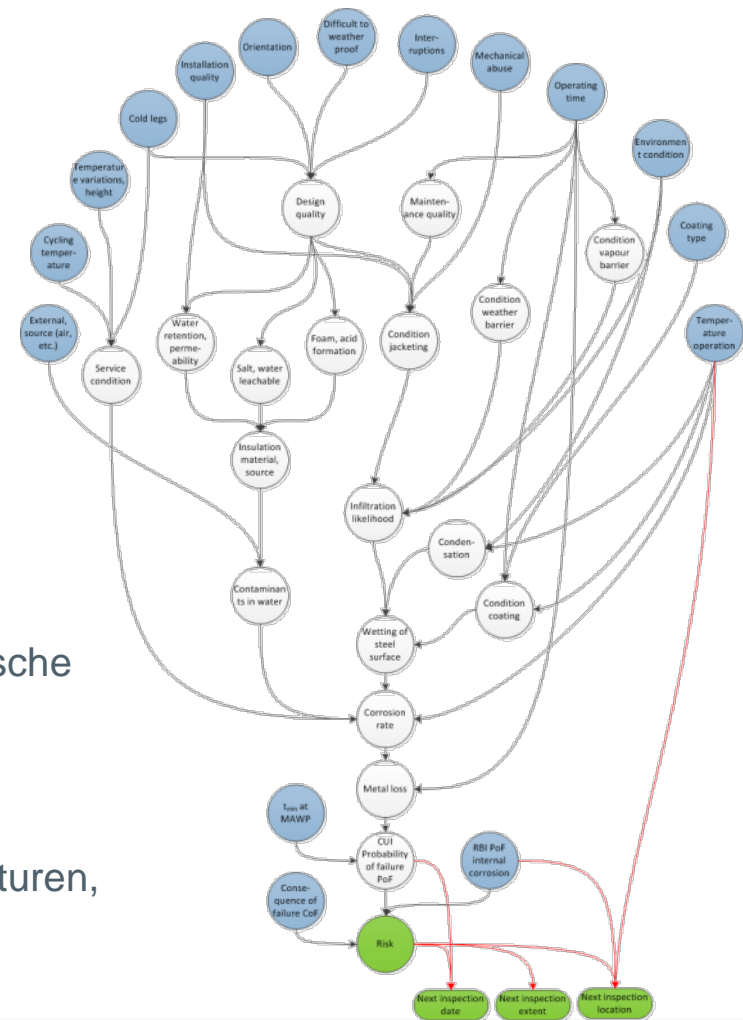 Difficult to
weather
proof
Inter-
ruptions
Orientation
Mechanical
abuse
Installation
quality
Operating
time
Cold legs
Environmen
t condition
Temperatur
e variations,
height
Design
quality
Mainten-
ance quality
Coating
type
Cycling
temper-
ature
Condition
vapour
barrier
External,
source (air,
etc.)
Water
retention,
perme-
ability
Foam, acid
formation
Condition
jacketing
Condition
weather
barrier
Temper-
ature
operation
Service
condition
Salt, water
leachable
Insulation
material,
source
Infiltration
likelihood
Conden-
sation
Contaminan
ts in water
Condition
coating
Wetting of
steel
surface
sche
Corrosion
rate
Metal loss
tmin at
MAWP
CUI
Probability
of failure
PoF
RBI PoF
internal
corrosion
turen,
Conse-
quence of
failure CoF
Risk
Next inspection
date
Next inspection
extent
Next inspection
location